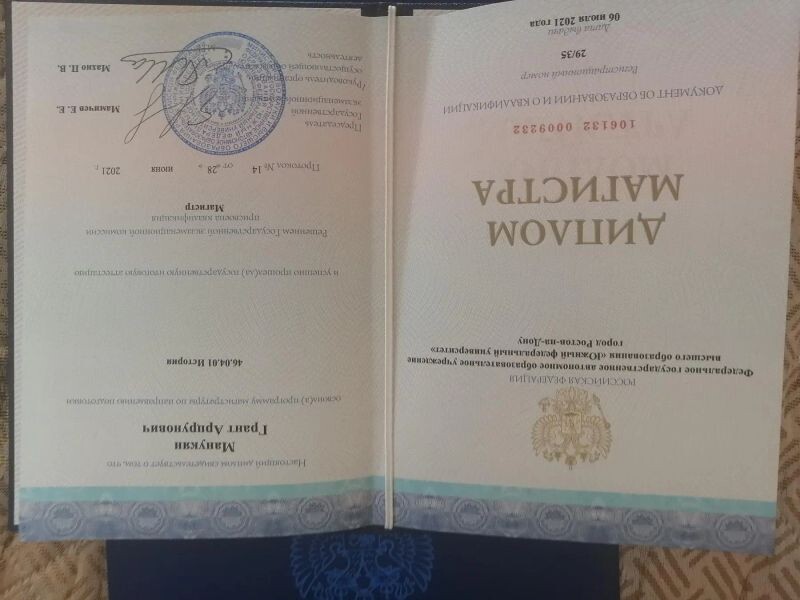 РОССИЙСКАЯ ФЕДЕРАЦИЯ
Федеральное государственное автономное образовательное учреждение
высшего образования «Южный федеральный университет»
город Ростов-на-Дону
ДИПЛОМ
МАГИСТРА
106132 0009232
ДОКУМЕНТ ОБ ОБРАЗОВАНИИ И О КВАЛИФИКАЦИИ
Регистрационный номер
29/35
Дата выдачи
06 июля 2021 года
Настоящий диплом свидетельствует о том, что
Манукян
Грант Арцрунович
освоил(а) программу магистратуры по направлению подготовки
46.04.01 История
и успешно прошел(ла) государственную итоговую аттестацию
Решением Государственной экзаменационной комиссии
присвоена квалификация
Магистр
Протокол № 14 от « 28 » июня 2021 г.
Председатель
Государственной
экзаменационной
Мамичев Е. Е.
Руководитель организации,
осуществляющей
деятельность
Махно П. В.